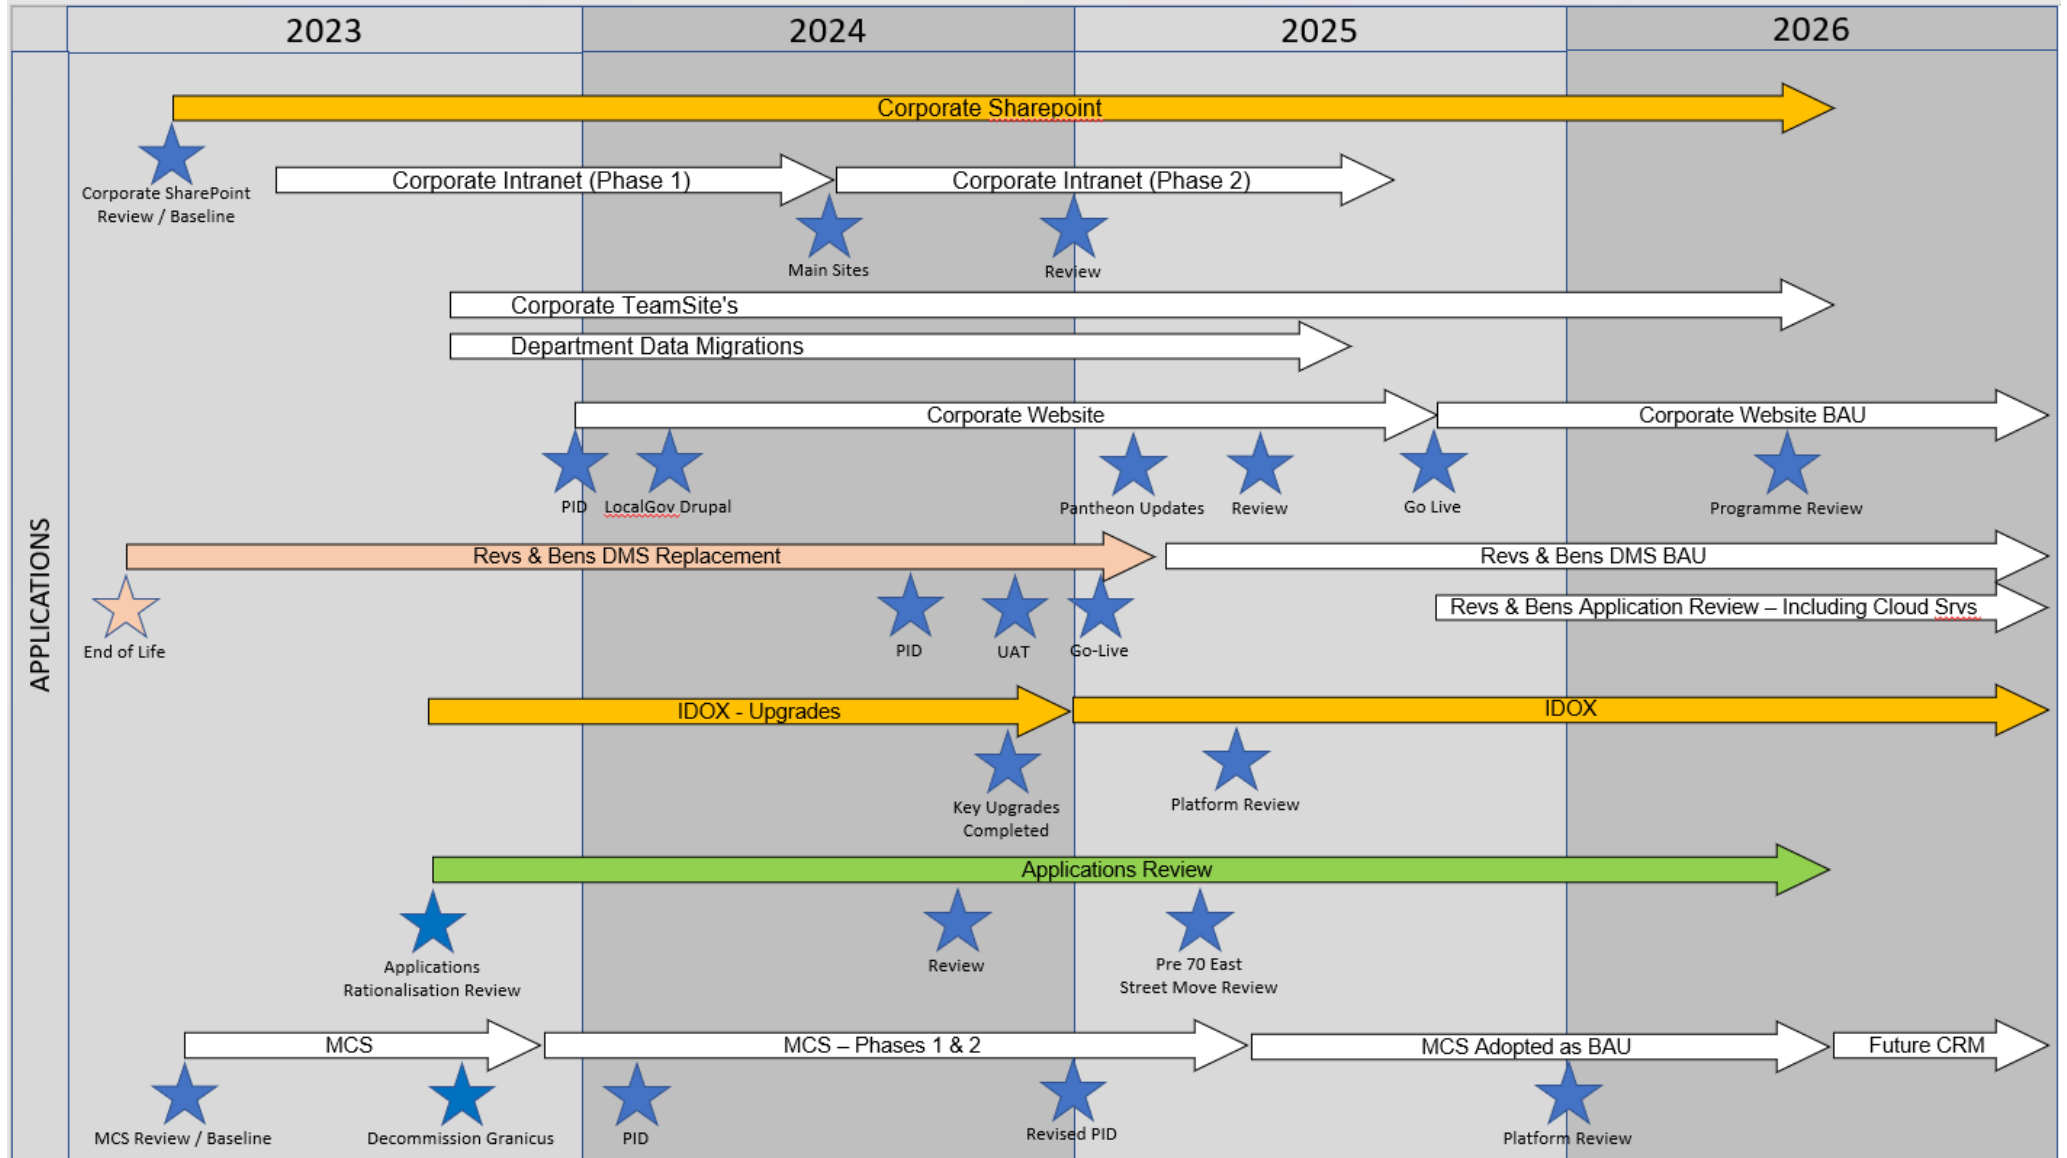 2023
2024
2025
2026
APPLICATIONS
Corporate Sharepoint
Corporate SharePoint
Review / Baseline
Corporate Intranet (Phase 1)
Corporate Intranet (Phase 2)
Main Sites
Review
Corporate TeamSite's
Department Data Migrations
Corporate Website
Corporate Website BAU
PID
LocalGov Drupal
Pantheon Updates
Review
Go Live
Programme Review
Revs & Bens DMS Replacement
Revs & Bens DMS BAU
Revs & Bens Application Review – Including Cloud Srvs
End of Life
PID
UAT
Go-Live
IDOX - Upgrades
IDOX
Key Upgrades
Completed
Platform Review
Applications Review
Applications
Rationalisation Review
Review
Pre 70 East
Street Move Review
MCS
MCS – Phases 1 & 2
MCS Adopted as BAU
Future CRM
MCS Review / Baseline
Decommission Granicus
PID
Revised PID
Platform Review